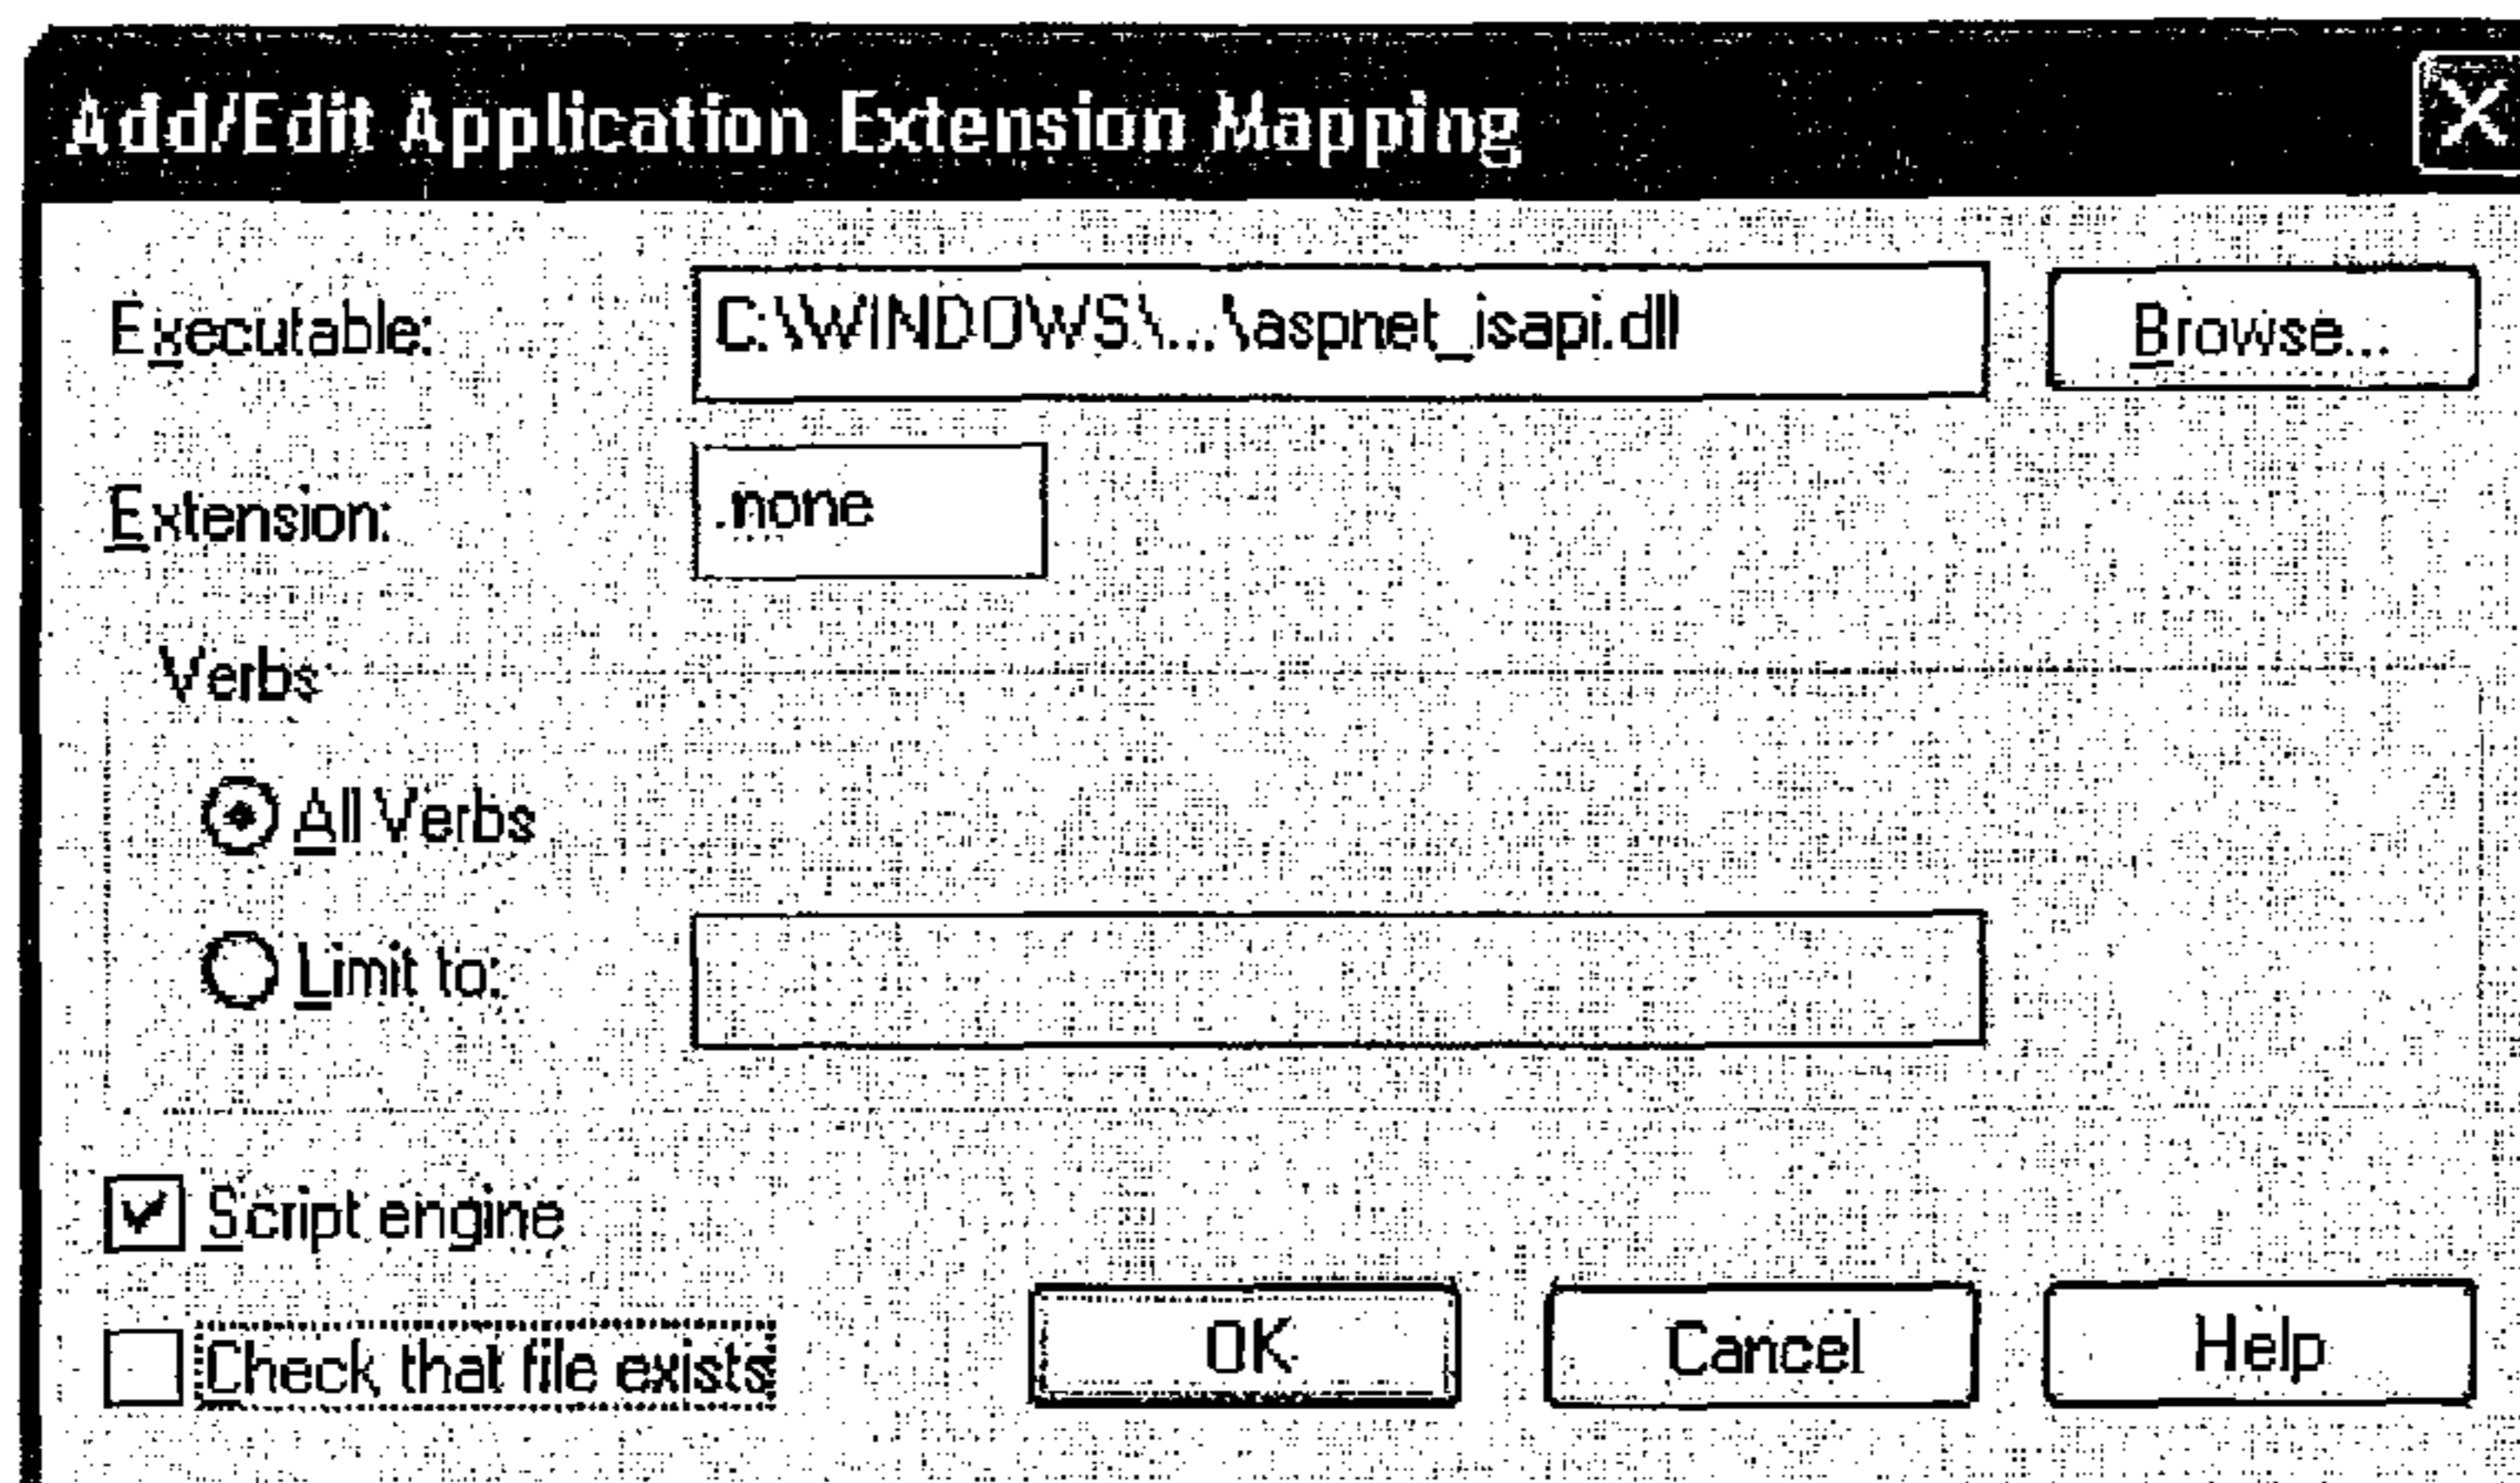 Add/Edit Application Extension Mapping
Executable: C:\WINDOWS\...\aspnet_isapi.dll Browse...
Extension: .none
Verbs
All Verbs
Limit to:
Script engine
Check that file exists OK Cancel Help